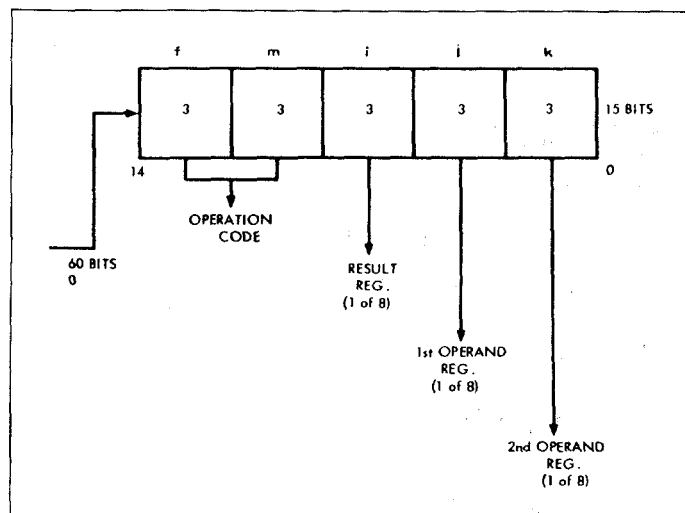 f m i j k
3 3 3 3 3 15 BITS
14 0
OPERATION
CODE
60 BITS
0
RESULT
REG.
(1 of 8)
1st OPERAND
REG.
(1 of 8)
2nd OPERAND
REG.
(1 of 8)